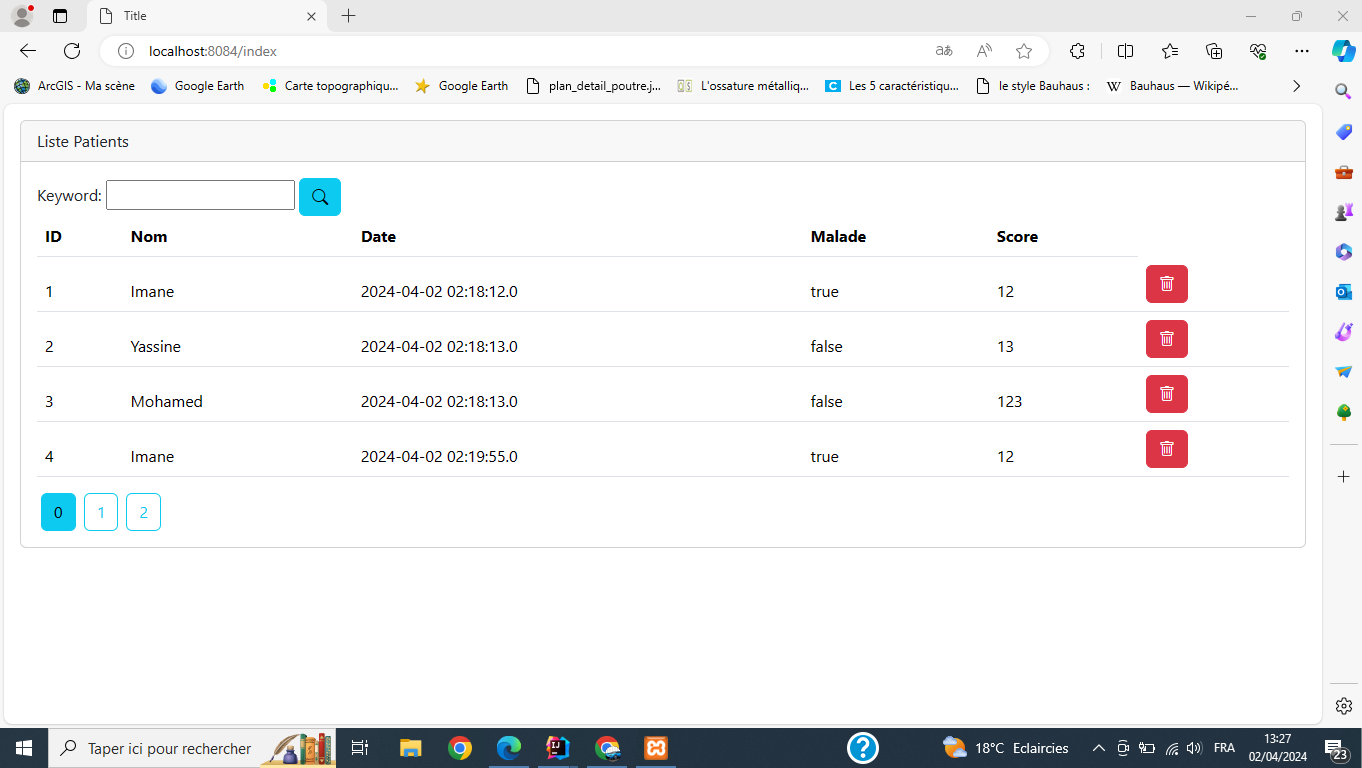 Title
localhost:8084/index
ArcGIS - Ma scène Google Earth Carte topographiqu... Google Earth plan_detail_poutre.j... L'ossature métalliq... Les 5 caractéristiqu... le style Bauhaus : Bauhaus — Wikipé...
Liste Patients
Keyword:
ID Nom Date Malade Score
1 Imane 2024-04-02 02:18:12.0 true 12
2 Yassine 2024-04-02 02:18:13.0 false 13
3 Mohamed 2024-04-02 02:18:13.0 false 123
4 Imane 2024-04-02 02:19:55.0 true 12
0 1 2
Taper ici pour rechercher
18°C Eclaircies
FRA
13:27
02/04/2024
23